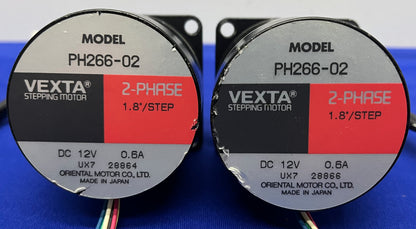 MODEL
PH266-02
VEXTA®
STEPPING MOTOR
2-PHASE
1.8°/STEP
DC 12V 0.6A
UX7 28864
ORIENTAL MOTOR CO., LTD.
MADE IN JAPAN
MODEL
PH266-02
VEXTA®
STEPPING MOTOR
2-PHASE
1.8°/STEP
DC 12V 0.6A
UX7 28866
ORIENTAL MOTOR CO., LTD.
MADE IN JAPAN